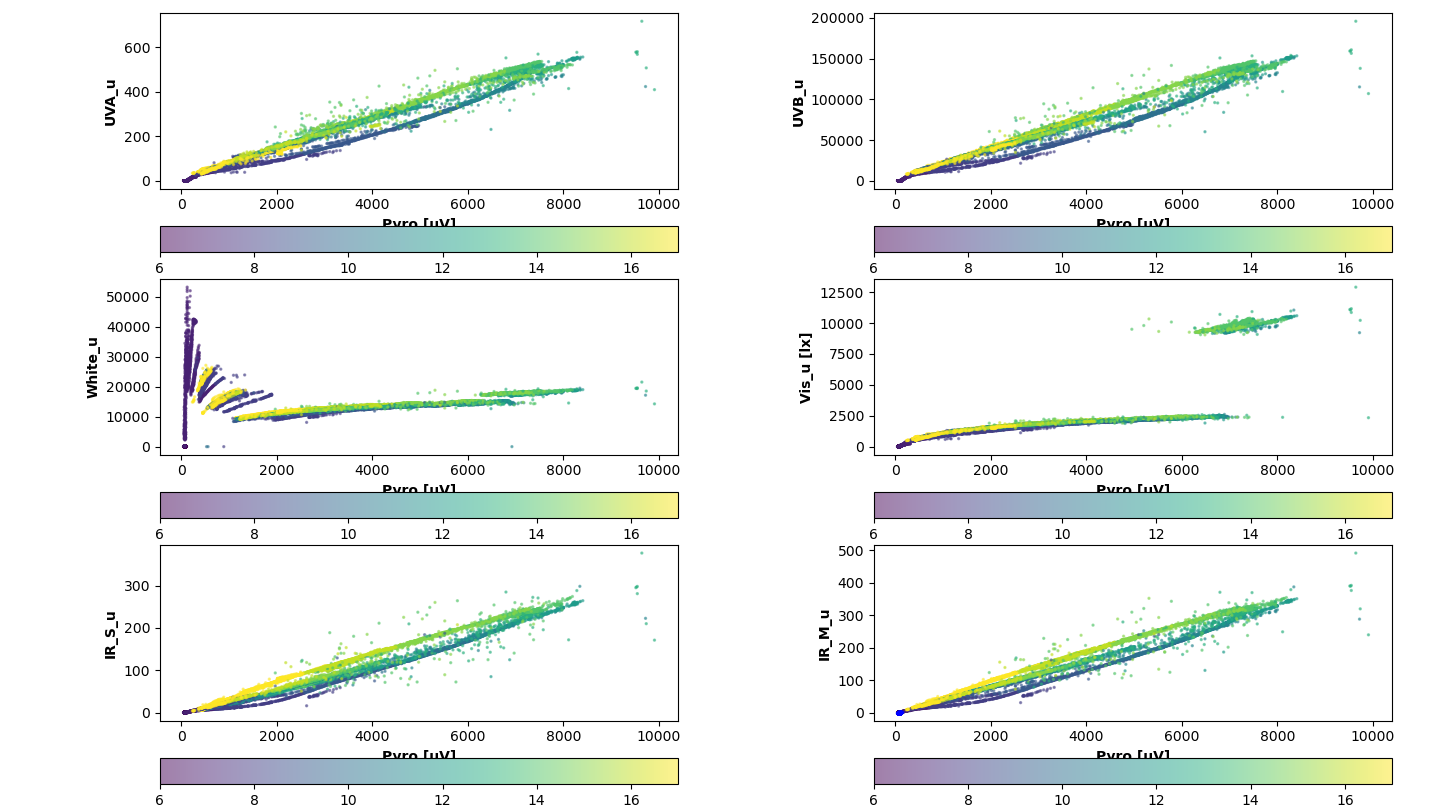 600
400
200
0
UVA_u
0 2000 4000 6000 8000 10000
Pyro [uV]
6 8 10 12 14 16
200000
150000
100000
50000
0
UVB_u
0 2000 4000 6000 8000 10000
Pyro [uV]
6 8 10 12 14 16
50000
40000
30000
20000
10000
0
White_u
0 2000 4000 6000 8000 10000
Pyro [uV]
6 8 10 12 14 16
12500
10000
7500
5000
2500
0
Vis_u [lx]
0 2000 4000 6000 8000 10000
Pyro [uV]
6 8 10 12 14 16
300
200
100
0
IR_S_u
0 2000 4000 6000 8000 10000
Pyro [uV]
6 8 10 12 14 16
500
400
300
200
100
0
IR_M_u
0 2000 4000 6000 8000 10000
Pyro [uV]
6 8 10 12 14 16